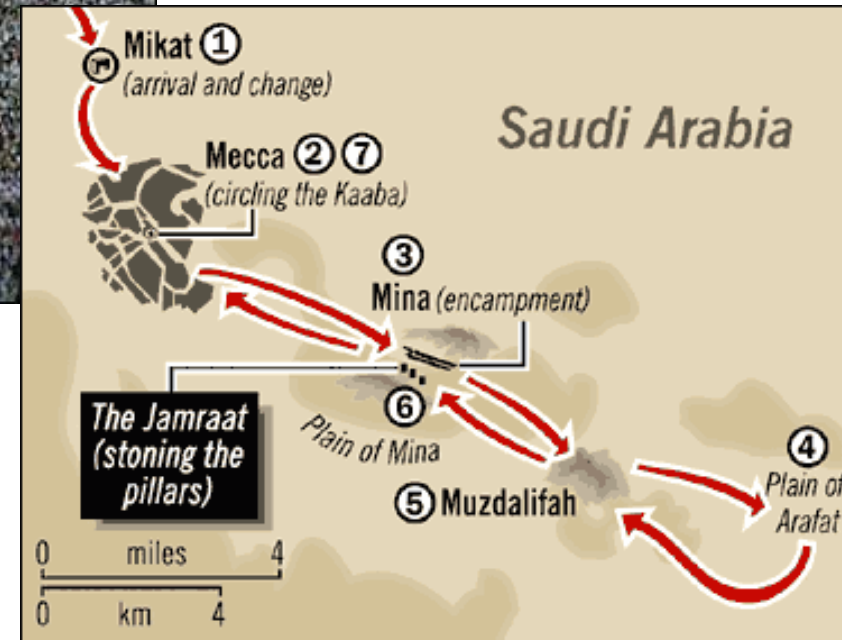 Mikat ①
(arrival and change)
Saudi Arabia
Mecca ② ⑦
(circling the Kaaba)
③
Mina (encampment)
The Jamraat
(stoning the
pillars)
⑥
Plain of Mina
④
Plain of
Arafat
⑤ Muzdalifah
0 miles 4
0 km 4